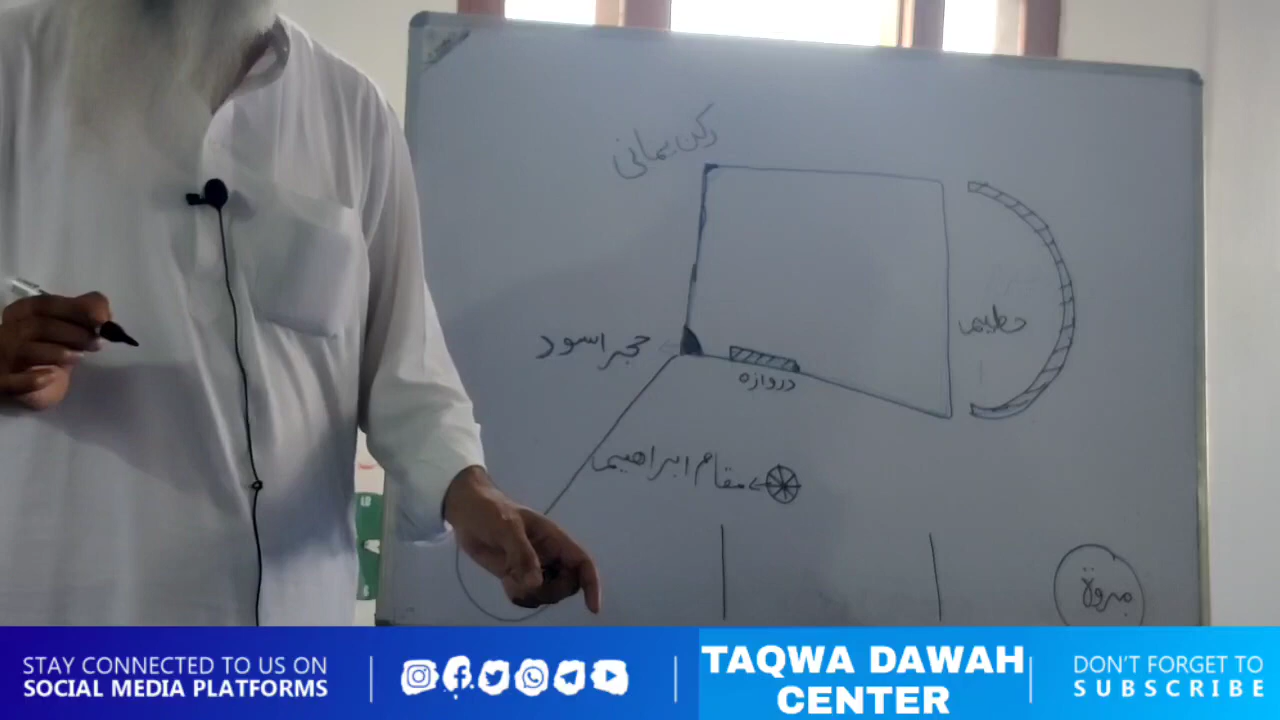 رکن یمانی
حجر اسود
دروازہ
حطیم
مقام ابراھیم
مروۃ
STAY CONNECTED TO US ON
SOCIAL MEDIA PLATFORMS
TAQWA DAWAH
CENTER
DON'T FORGET TO
SUBSCRIBE